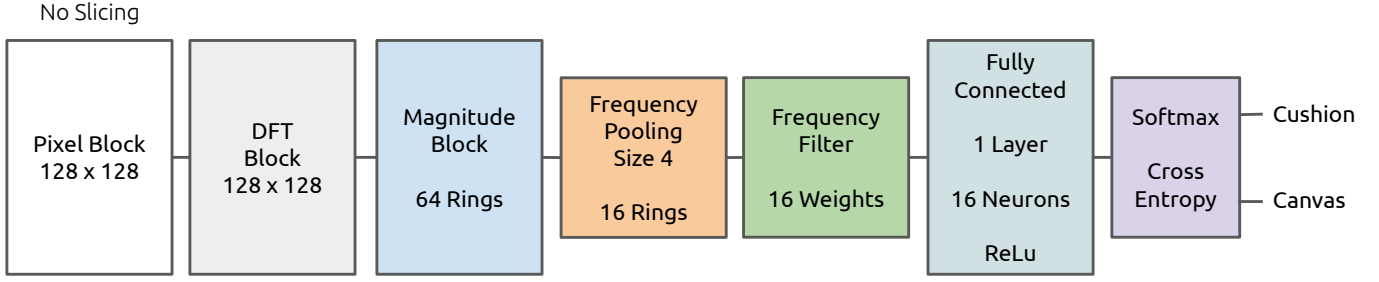 No Slicing
Pixel Block
128 x 128
DFT
Block
128 x 128
Magnitude
Block
64 Rings
Frequency
Pooling
Size 4
16 Rings
Frequency
Filter
16 Weights
Fully
Connected
1 Layer
16 Neurons
ReLu
Softmax
Cross
Entropy
Cushion
Canvas